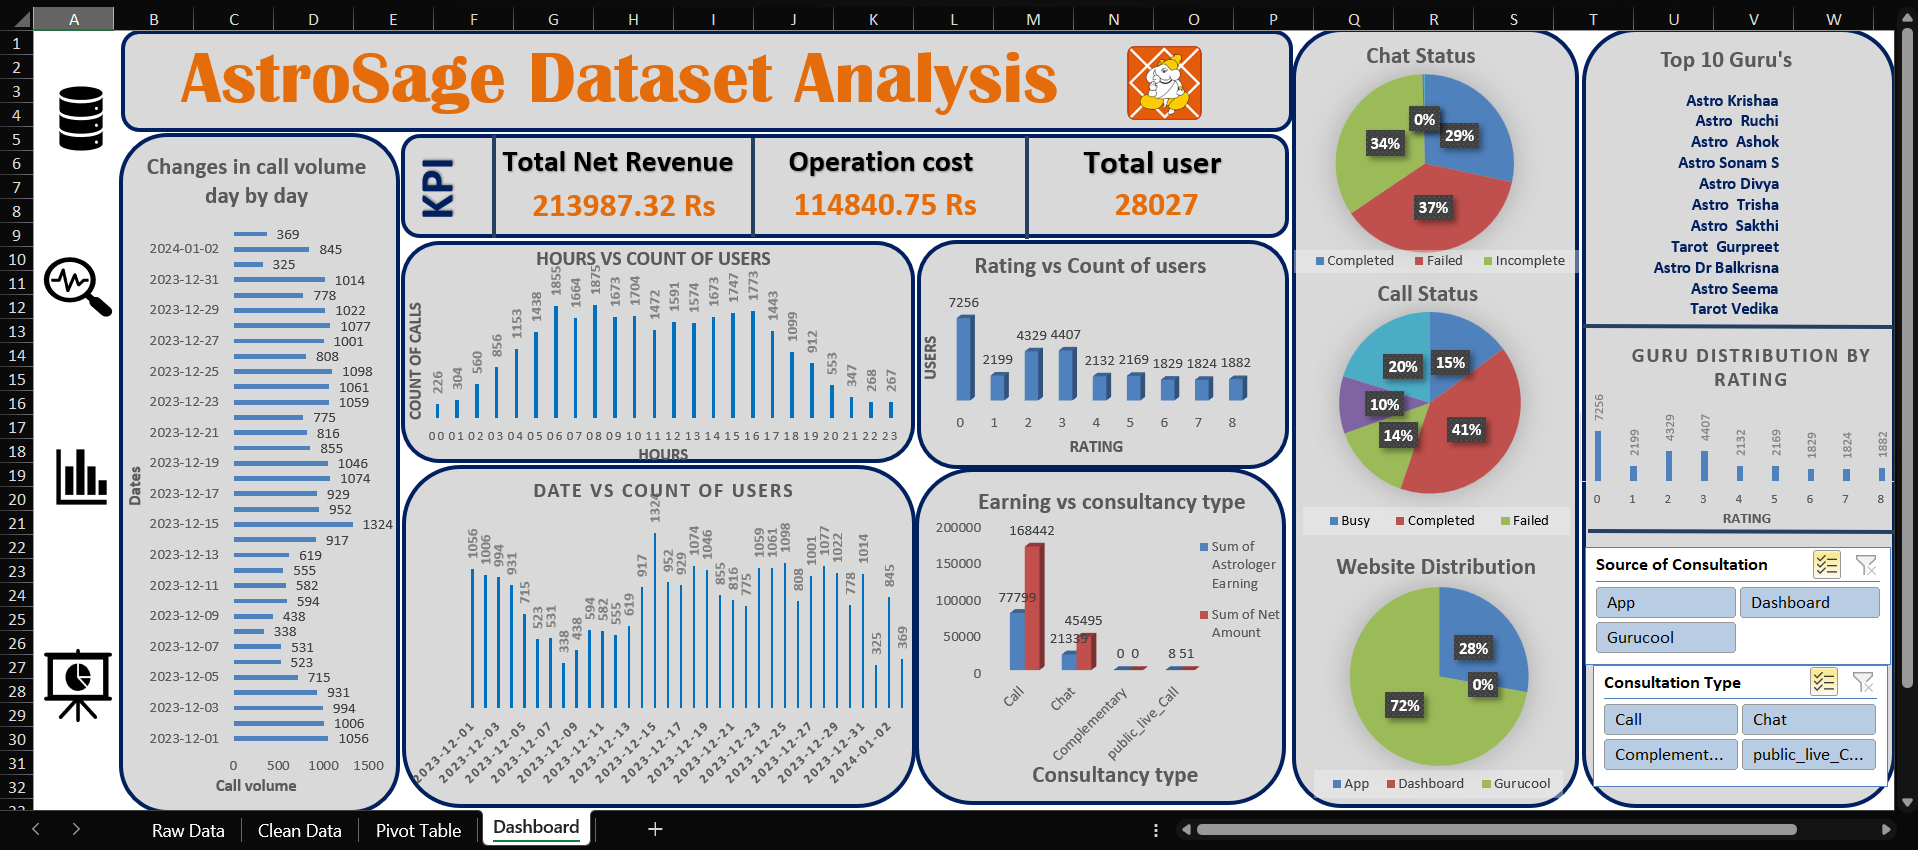 A B C D E F G H I J K L M N O P Q R S T U V W
1
2
3
4
5
6
7
8
9
10
11
12
13
14
15
16
17
18
19
20
21
22
23
24
25
26
27
28
29
30
31
32
AstroSage Dataset Analysis
KPI
Total Net Revenue
213987.32 Rs
Operation cost
114840.75 Rs
Total user
28027
Changes in call volume
day by day
369
2024-01-02 845
325
2023-12-31 1014
778
2023-12-29 1022
1077
2023-12-27 1001
808
2023-12-25 1098
1061
2023-12-23 1059
775
2023-12-21 816
855
2023-12-19 1046
1074
2023-12-17 929
952
2023-12-15 1324
917
2023-12-13 619
555
2023-12-11 582
594
2023-12-09 438
338
2023-12-07 531
523
2023-12-05 715
931
2023-12-03 994
1006
2023-12-01 1056
0 500 1000 1500
Call volume
Dates
HOURS VS COUNT OF USERS
COUNT OF CALLS
226 304 560 856 1153 1438 1855 1664 1875 1673 1704 1472 1591 1574 1673 1747 1773 1443 1099 912 553 347 268 267
00 01 02 03 04 05 06 07 08 09 10 11 12 13 14 15 16 17 18 19 20 21 22 23
HOURS
Rating vs Count of users
USERS
7256 2199 4329 4407 2132 2169 1829 1824 1882
0 1 2 3 4 5 6 7 8
RATING
DATE VS COUNT OF USERS
1056 1006 994 931 715 523 531 338 438 594 582 555 619 917 1324 952 929 1074 1046 855 816 775 1059 1061 1098 808 1001 1077 1022 778 1014 325 845 369
2023-12-01 2023-12-03 2023-12-05 2023-12-07 2023-12-09 2023-12-11 2023-12-13 2023-12-15 2023-12-17 2023-12-19 2023-12-21 2023-12-23 2023-12-25 2023-12-27 2023-12-29 2023-12-31 2024-01-02
Earning vs consultancy type
200000
150000
100000
50000
0
77799 168442
21339 45495
0 0
8 51
Call Chat Complementary public_live_Call
Consultancy type
Sum of
Astrologer
Earning
Sum of Net
Amount
Chat Status
0%
29%
34%
37%
Completed Failed Incomplete
Call Status
20% 15%
10%
14% 41%
Busy Completed Failed
Website Distribution
28%
0%
72%
App Dashboard Gurucool
Top 10 Guru's
Astro Krishaa
Astro Ruchi
Astro Ashok
Astro Sonam S
Astro Divya
Astro Trisha
Astro Sakthi
Tarot Gurpreet
Astro Dr Balkrisna
Astro Seema
Tarot Vedika
GURU DISTRIBUTION BY
RATING
7256 2199 4329 4407 2132 2169 1829 1824 1882
0 1 2 3 4 5 6 7 8
RATING
Source of Consultation
App Dashboard
Gurucool
Consultation Type
Call Chat
Complement... public_live_C...
Raw Data Clean Data Pivot Table Dashboard